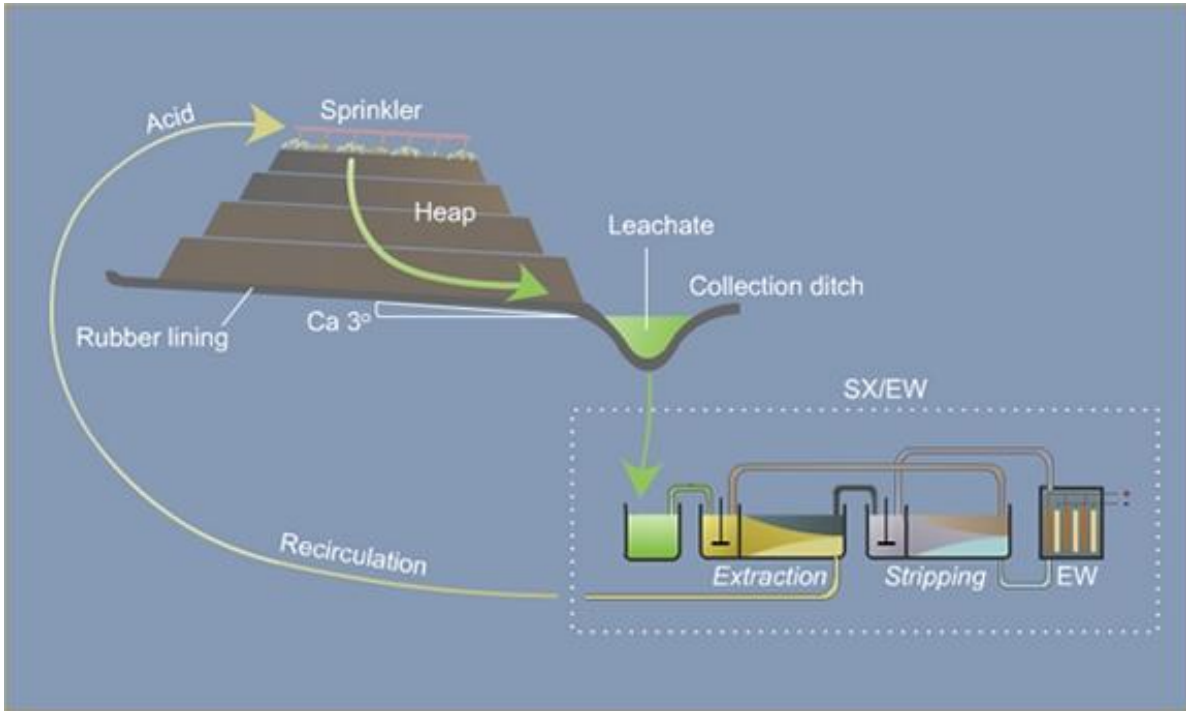 Acid
Sprinkler
Heap
Leachate
Collection ditch
Ca 3°
Rubber lining
SX/EW
Recirculation
Extraction
Stripping
EW